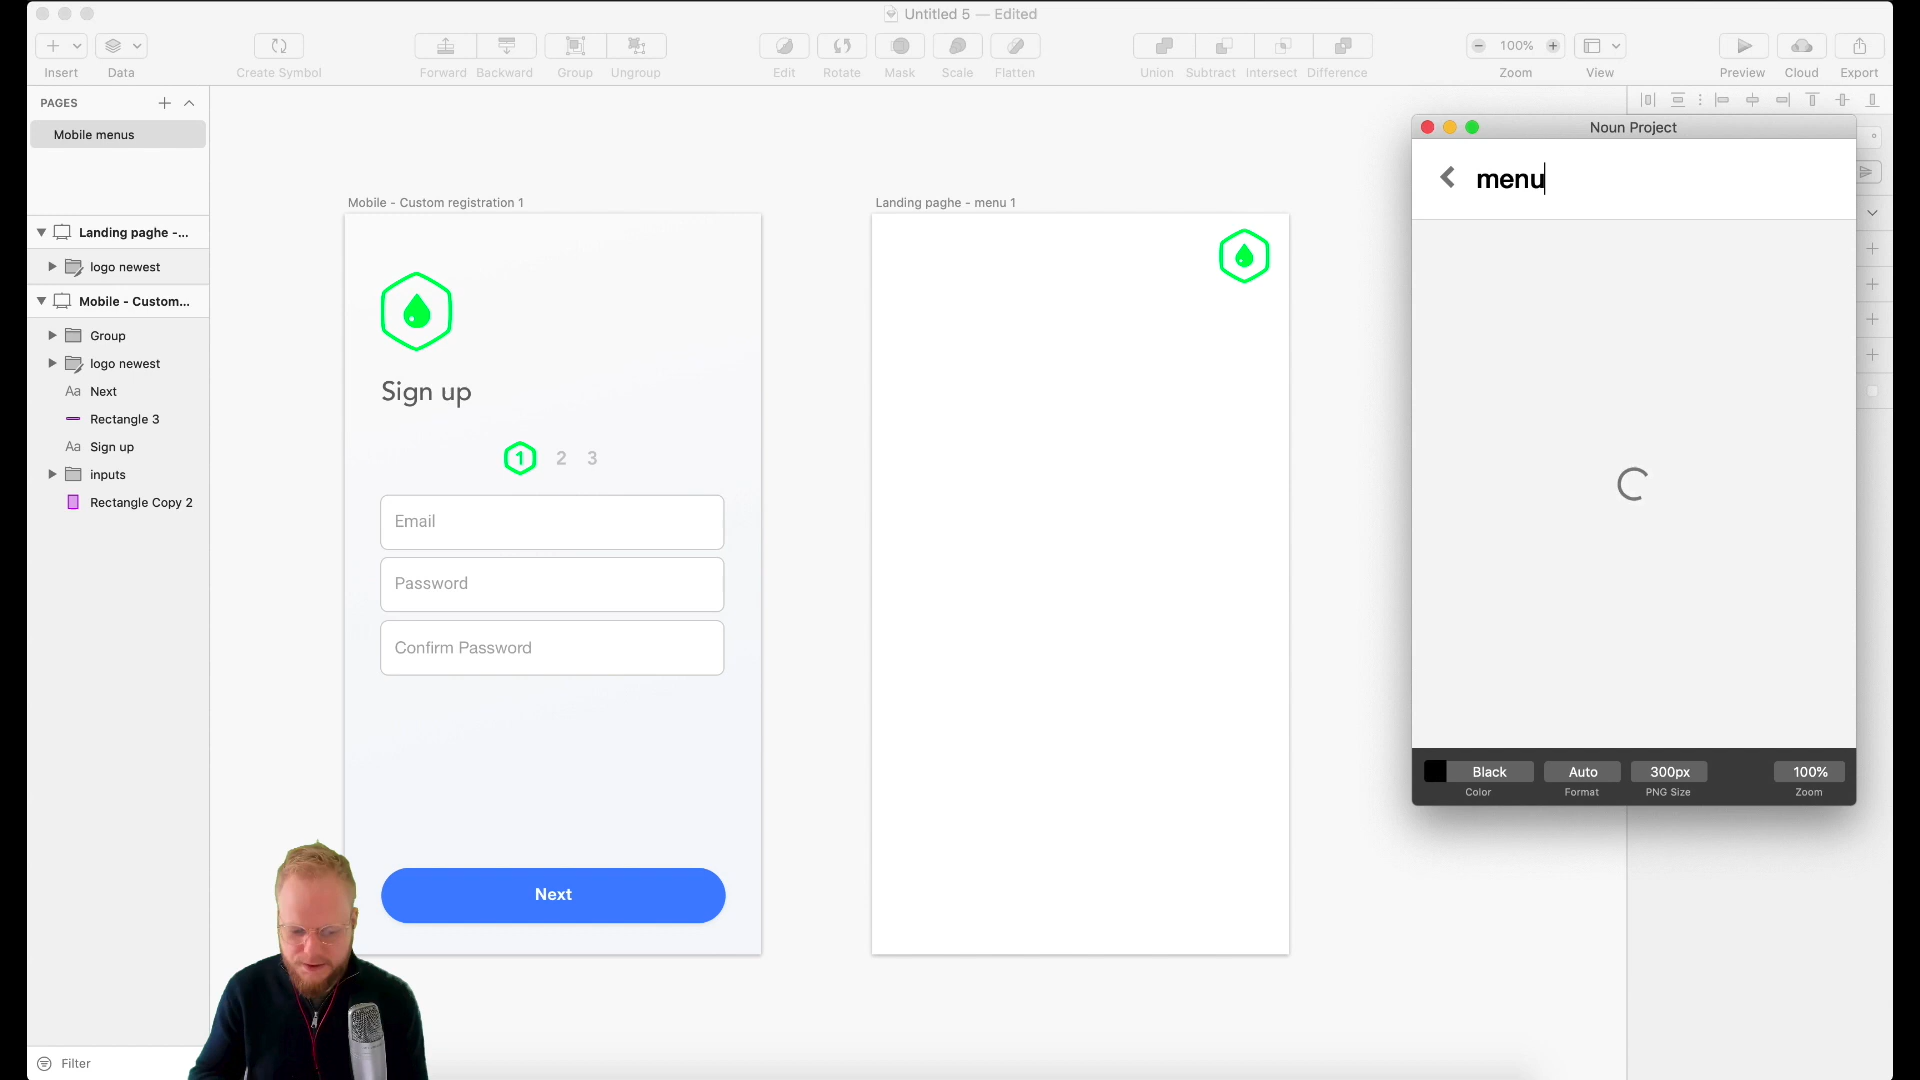 Untitled 5 — Edited
Insert
Data
Create Symbol
Forward
Backward
Group
Ungroup
Edit
Rotate
Mask
Scale
Flatten
Union
Subtract
Intersect
Difference
100%
Zoom
View
Preview
Cloud
Export
PAGES
Mobile menus
Landing paghe -...
logo newest
Mobile - Custom...
Group
logo newest
Aa Next
Rectangle 3
Aa Sign up
inputs
Rectangle Copy 2
Filter
Mobile - Custom registration 1
Sign up
1 2 3
Email
Password
Confirm Password
Next
Landing paghe - menu 1
Noun Project
menu
Black
Color
Auto
Format
300px
PNG Size
100%
Zoom